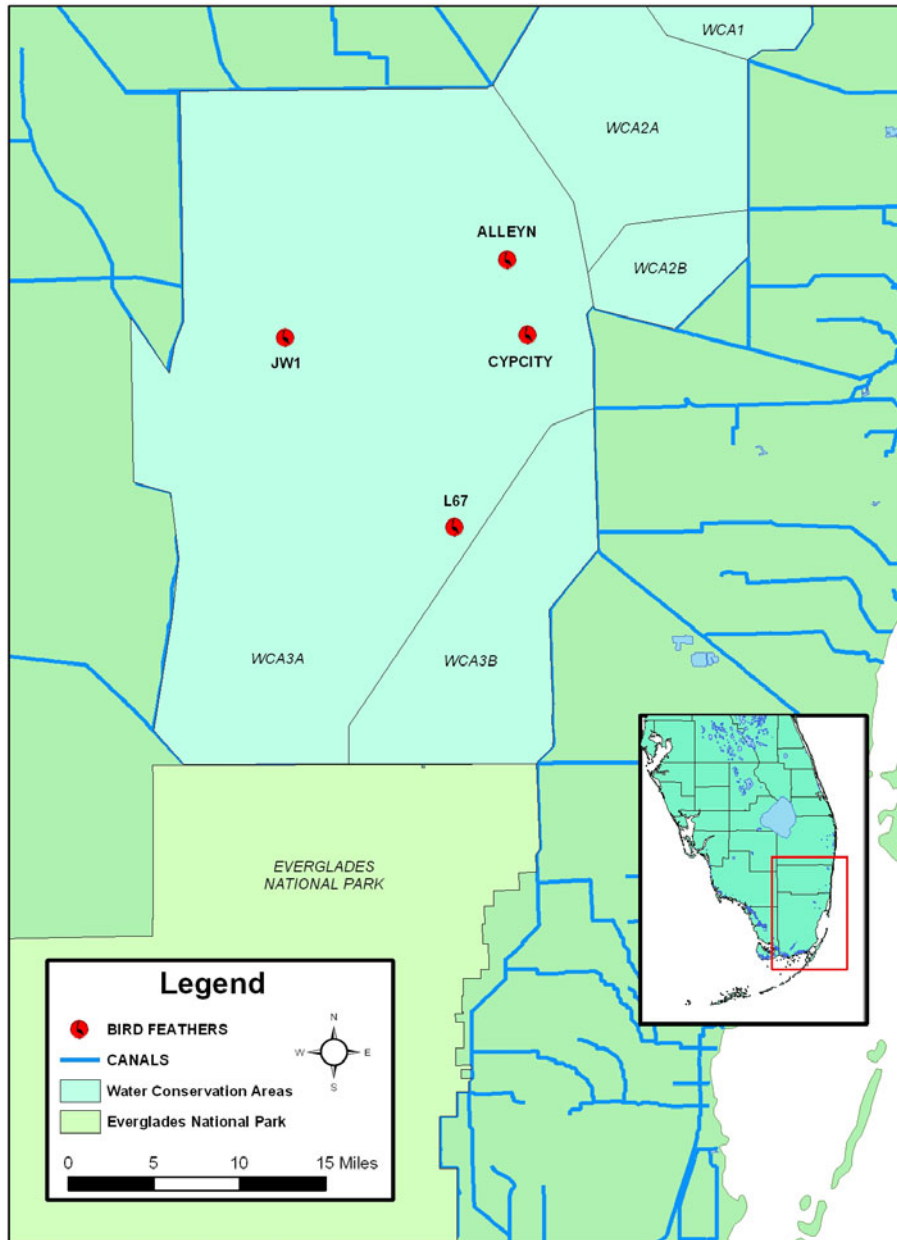 WCA1
WCA2A
ALLEYN
WCA2B
JW1
CYPCITY
L67
WCA3A
WCA3B
EVERGLADES
NATIONAL PARK
Legend
BIRD FEATHERS
CANALS
Water Conservation Areas
Everglades National Park
N
W
E
S
0 5 10 15 Miles